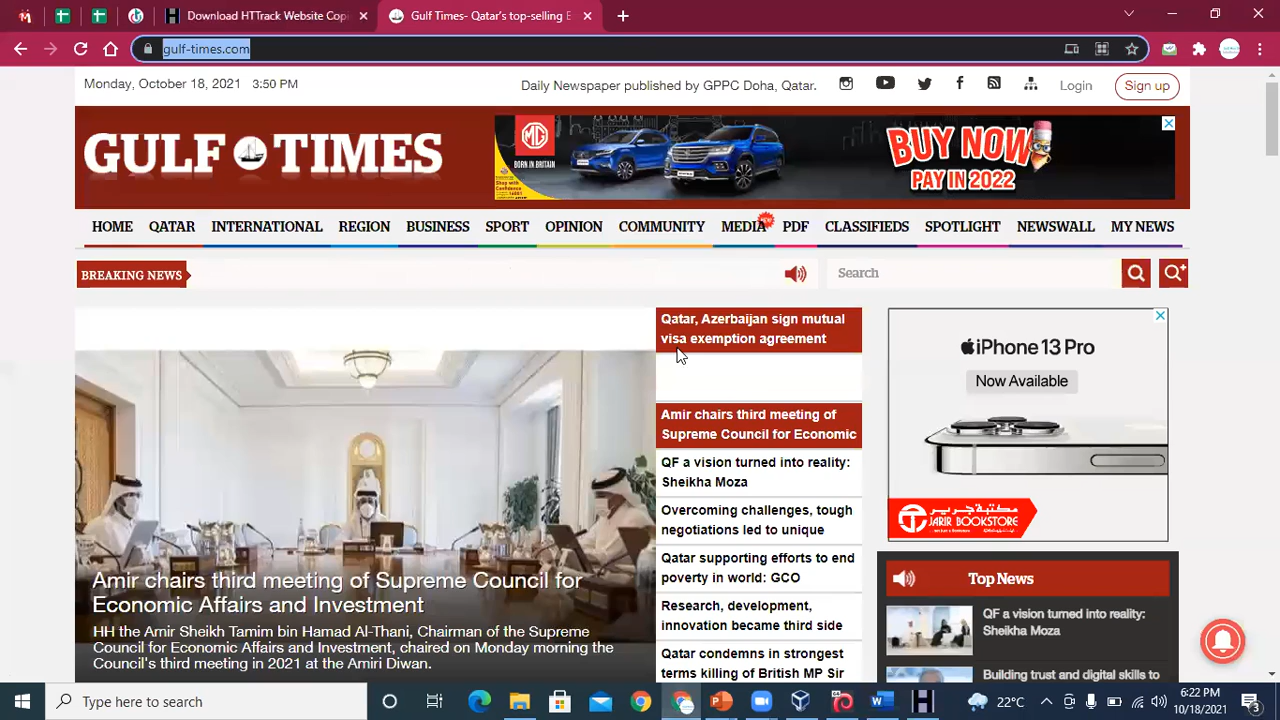 Download HTTrack Website Cop
Gulf Times- Qatar's top-selling E
gulf-times.com
Monday, October 18, 2021 3:50 PM
Daily Newspaper published by GPPC Doha, Qatar.
Login
Sign up
GULF TIMES
MG
BORN IN BRITAIN
BUY NOW
PAY IN 2022
HOME QATAR INTERNATIONAL REGION BUSINESS SPORT OPINION COMMUNITY MEDIA PDF CLASSIFIEDS SPOTLIGHT NEWSWALL MY NEWS
BREAKING NEWS
Search
Qatar, Azerbaijan sign mutual
visa exemption agreement
Amir chairs third meeting of
Supreme Council for Economic
QF a vision turned into reality:
Sheikha Moza
Overcoming challenges, tough
negotiations led to unique
Qatar supporting efforts to end
poverty in world: GCO
Research, development,
innovation became third side
Qatar condemns in strongest
terms killing of British MP Sir
Amir chairs third meeting of Supreme Council for
Economic Affairs and Investment
HH the Amir Sheikh Tamim bin Hamad Al-Thani, Chairman of the Supreme
Council for Economic Affairs and Investment, chaired on Monday morning the
Council's third meeting in 2021 at the Amiri Diwan.
iPhone 13 Pro
Now Available
مكتبة جرير
JARIR BOOKSTORE
Top News
QF a vision turned into reality:
Sheikha Moza
Building trust and digital skills to
Type here to search
22°C
6:22 PM
10/18/2021
3